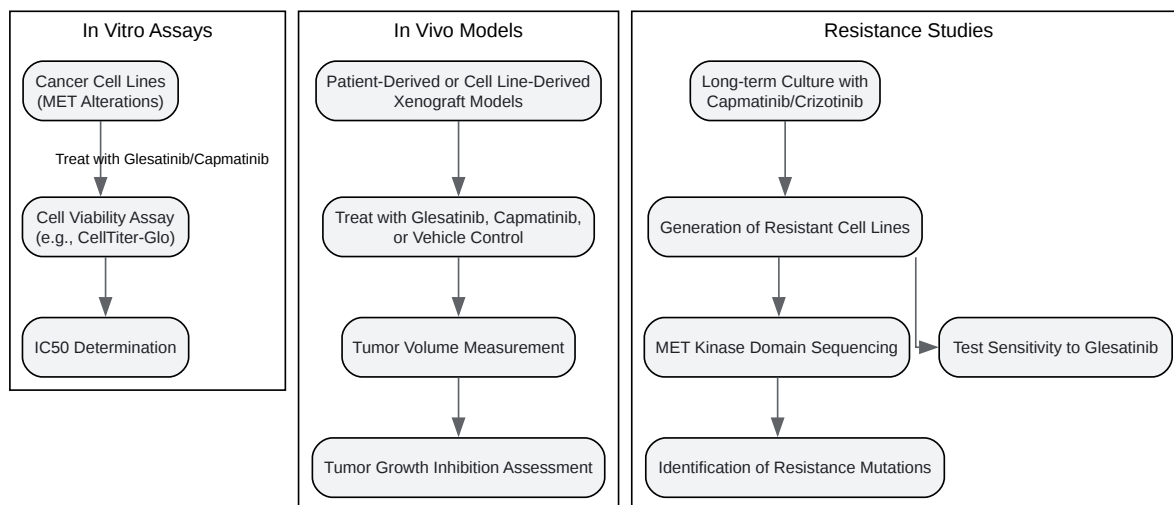 In Vitro Assays
Cancer Cell Lines
(MET Alterations)
Treat with Glesatinib/Capmatinib
Cell Viability Assay
(e.g., CellTiter-Glo)
IC50 Determination
In Vivo Models
Patient-Derived or Cell Line-Derived
Xenograft Models
Treat with Glesatinib, Capmatinib,
or Vehicle Control
Tumor Volume Measurement
Tumor Growth Inhibition Assessment
Resistance Studies
Long-term Culture with
Capmatinib/Crizotinib
Generation of Resistant Cell Lines
MET Kinase Domain Sequencing
Test Sensitivity to Glesatinib
Identification of Resistance Mutations